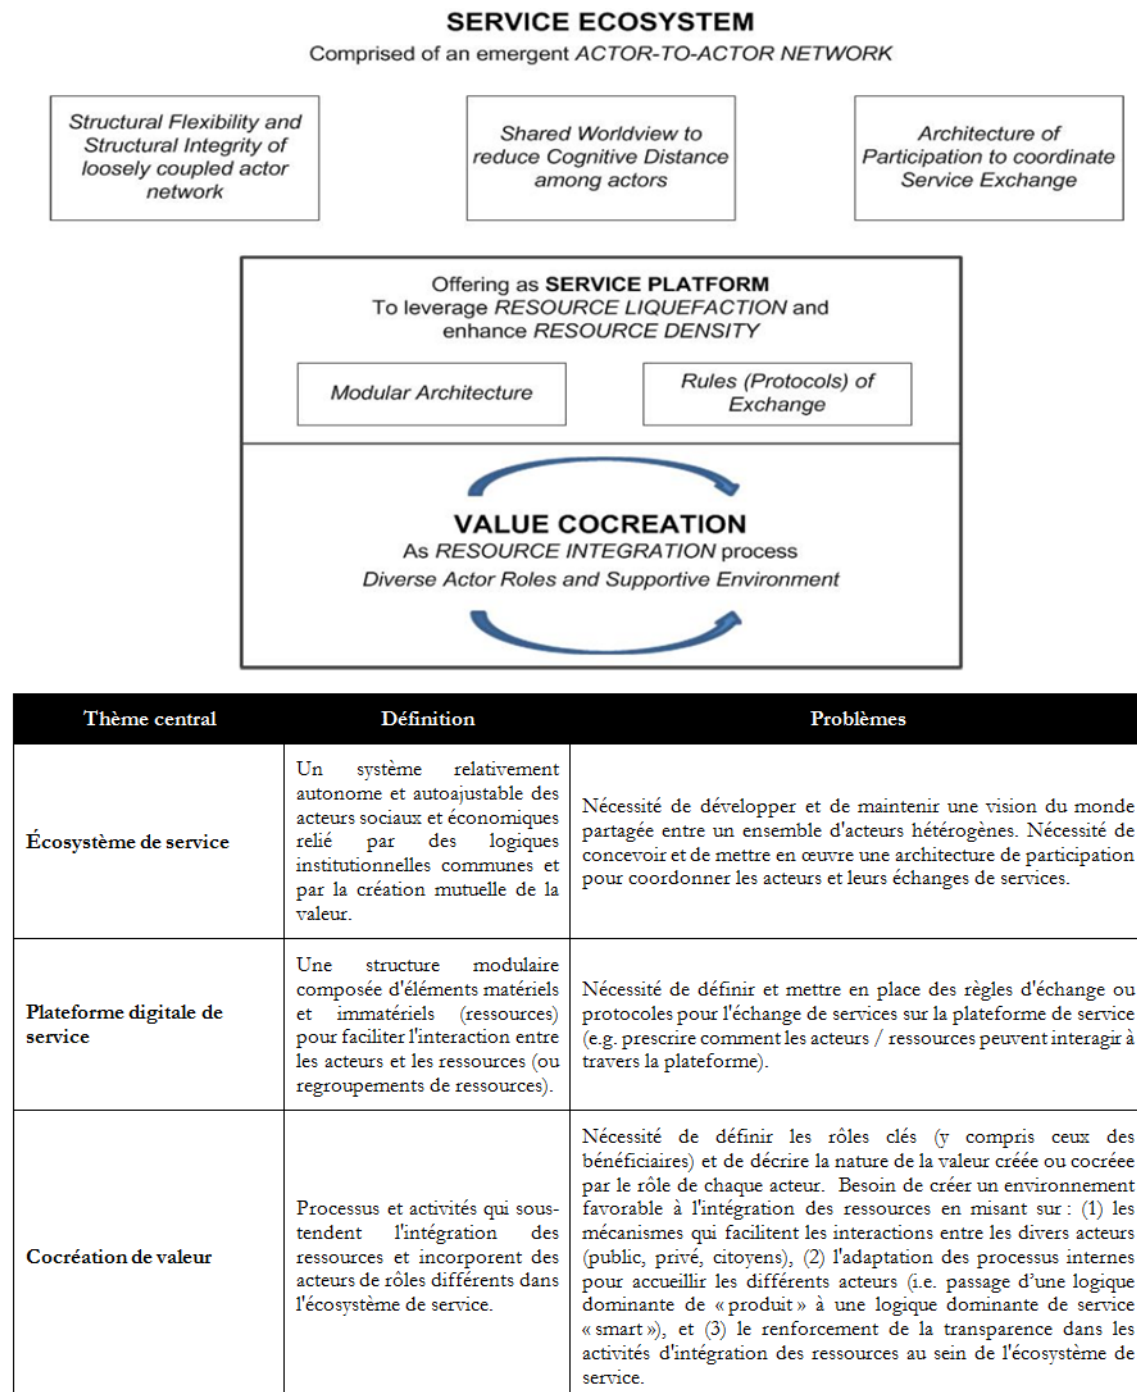 SERVICE ECOSYSTEM
Comprised of an emergent ACTOR-TO-ACTOR NETWORK
Structural Flexibility and
Structural Integrity of
loosely coupled actor
network
Shared Worldview to
reduce Cognitive Distance
among actors
Architecture of
Participation to coordinate
Service Exchange
Offering as SERVICE PLATFORM
To leverage RESOURCE LIQUEFACTION and
enhance RESOURCE DENSITY
Modular Architecture
Rules (Protocols) of
Exchange
VALUE COCREATION
As RESOURCE INTEGRATION process
Diverse Actor Roles and Supportive Environment
Thème central
Définition
Problèmes
Écosystème de service
Un système relativement
autonome et autoajustable des
acteurs sociaux et économiques
relié par des logiques
institutionnelles communes et
par la création mutuelle de la
valeur.
Nécessité de développer et de maintenir une vision du monde
partagée entre un ensemble d'acteurs hétérogènes. Nécessité de
concevoir et de mettre en œuvre une architecture de participation
pour coordonner les acteurs et leurs échanges de services.
Plateforme digitale de
service
Une structure modulaire
composée d'éléments matériels
et immatériels (ressources)
pour faciliter l'interaction entre
les acteurs et les ressources (ou
regroupements de ressources).
Nécessité de définir et mettre en place des règles d'échange ou
protocoles pour l'échange de services sur la plateforme de service
(e.g. prescrire comment les acteurs / ressources peuvent interagir à
travers la plateforme).
Cocréation de valeur
Processus et activités qui sous-
tendent l'intégration des
ressources et incorporent des
acteurs de rôles différents dans
l'écosystème de service.
Nécessité de définir les rôles clés (y compris ceux des
bénéficiaires) et de décrire la nature de la valeur créée ou cocréee
par le rôle de chaque acteur. Besoin de créer un environnement
favorable à l'intégration des ressources en misant sur : (1) les
mécanismes qui facilitent les interactions entre les divers acteurs
(public, privé, citoyens), (2) l'adaptation des processus internes
pour accueillir les différents acteurs (i.e. passage d’une logique
dominante de « produit » à une logique dominante de service
« smart »), et (3) le renforcement de la transparence dans les
activités d'intégration des ressources au sein de l'écosystème de
service.